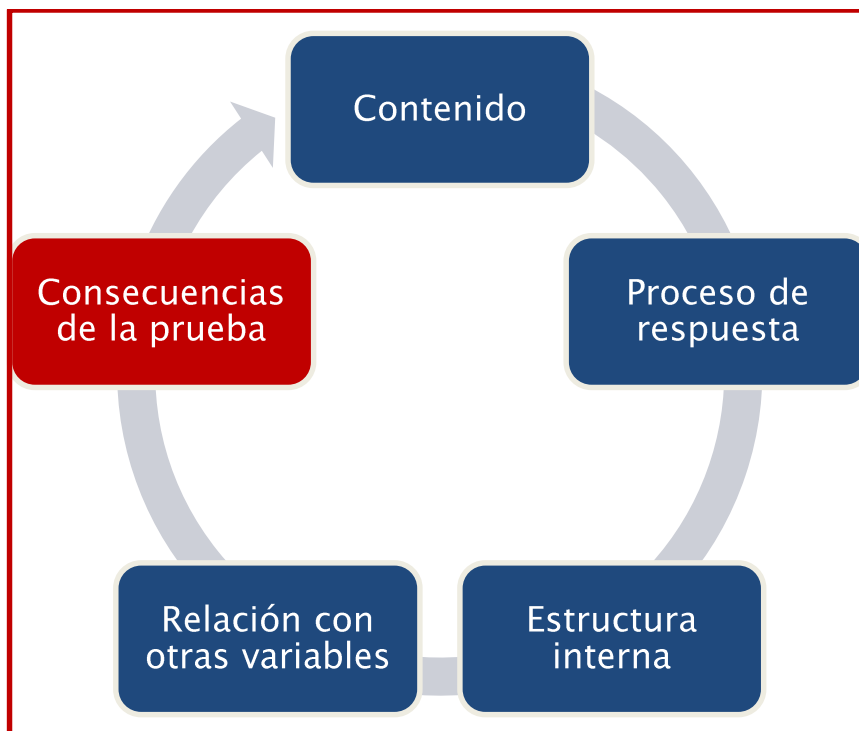 Contenido
Proceso de
respuesta
Estructura
interna
Relación con
otras variables
Consecuencias
de la prueba